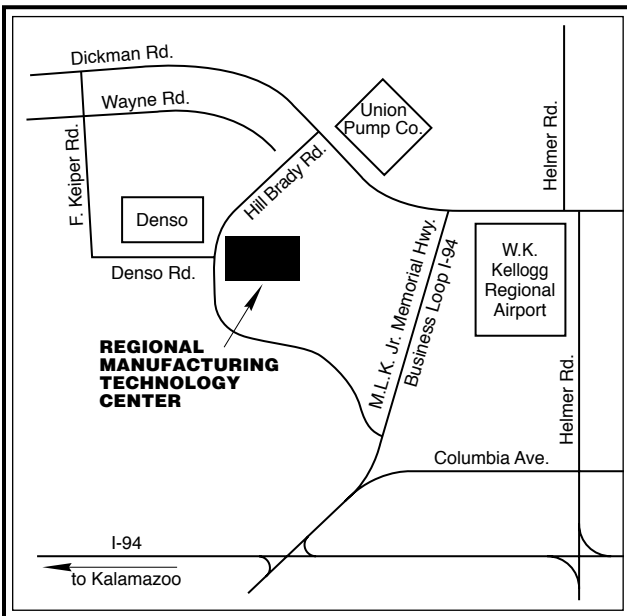 Dickman Rd.
Wayne Rd.
F. Keiper Rd.
Denso
Denso Rd.
Hill Brady Rd.
Union
Pump Co.
Helmer Rd.
M.L.K. Jr. Memorial Hwy.
Business Loop I-94
W.K.
Kellogg
Regional
Airport
REGIONAL
MANUFACTURING
TECHNOLOGY
CENTER
Helmer Rd.
Columbia Ave.
I-94
to Kalamazoo